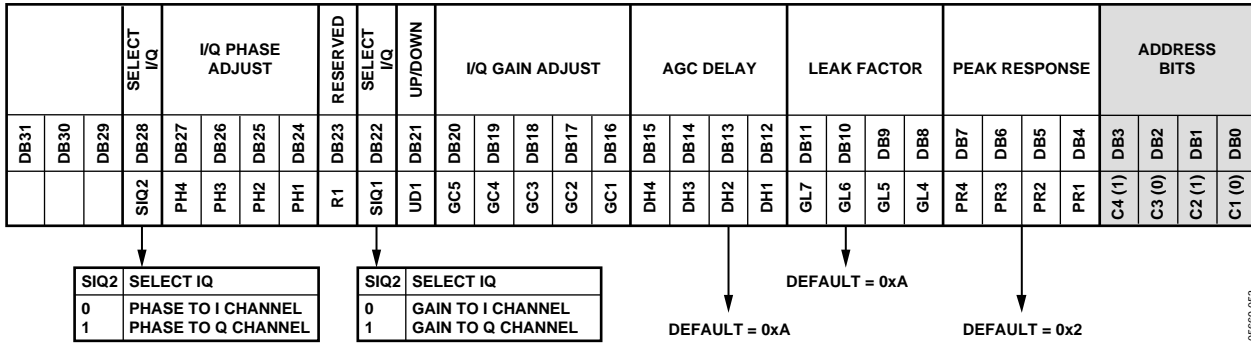 SELECT I/Q
I/Q PHASE ADJUST
RESERVED
SELECT I/Q
UP/DOWN
I/Q GAIN ADJUST
AGC DELAY
LEAK FACTOR
PEAK RESPONSE
ADDRESS BITS
DB31 DB30 DB29 DB28 DB27 DB26 DB25 DB24 DB23 DB22 DB21 DB20 DB19 DB18 DB17 DB16 DB15 DB14 DB13 DB12 DB11 DB10 DB9 DB8 DB7 DB6 DB5 DB4 DB3 DB2 DB1 DB0
SIQ2 PH4 PH3 PH2 PH1 R1 SIQ1 UD1 GC5 GC4 GC3 GC2 GC1 DH4 DH3 DH2 DH1 GL7 GL6 GL5 GL4 PR4 PR3 PR2 PR1 C4 (1) C3 (0) C2 (1) C1 (0)
SIQ2 SELECT IQ
0 PHASE TO I CHANNEL
1 PHASE TO Q CHANNEL
SIQ2 SELECT IQ
0 GAIN TO I CHANNEL
1 GAIN TO Q CHANNEL
DEFAULT = 0xA
DEFAULT = 0xA
DEFAULT = 0x2